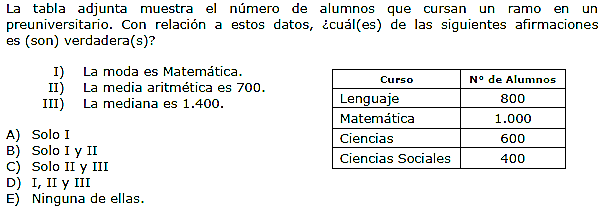 La tabla adjunta muestra el número de alumnos que cursan un ramo en un
preuniversitario. Con relación a estos datos, ¿cuál(es) de las siguientes afirmaciones
es (son) verdadera(s)?
I) La moda es Matemática.
II) La media aritmética es 700.
III) La mediana es 1.400.
A) Solo I
B) Solo I y II
C) Solo II y III
D) I, II y III
E) Ninguna de ellas.
Curso N° de Alumnos
Lenguaje 800
Matemática 1.000
Ciencias 600
Ciencias Sociales 400